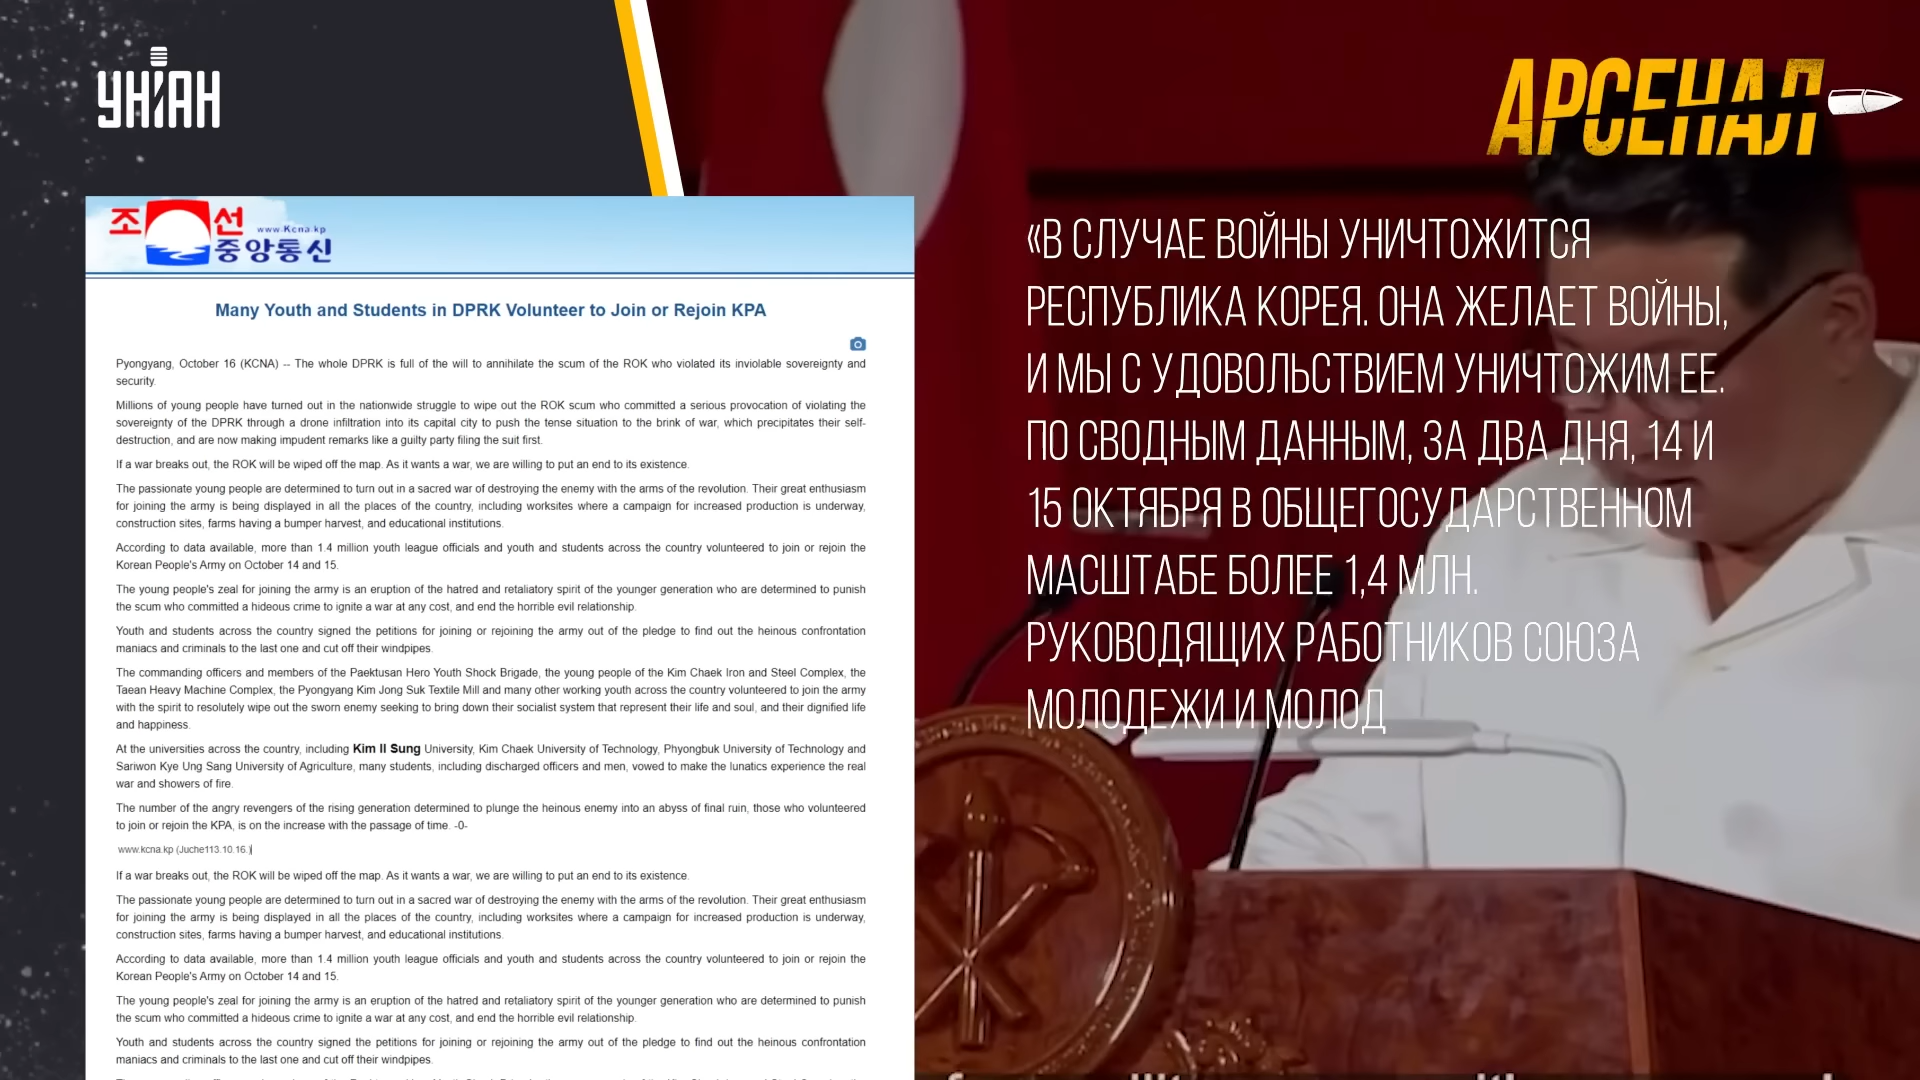 УНІАН
АРСЕНАЛ
조선
www.Kcna.kp
중앙통신
Many Youth and Students in DPRK Volunteer to Join or Rejoin KPA
Pyongyang, October 16 (KCNA) -- The whole DPRK is full of the will to annihilate the scum of the ROK who violated its inviolable sovereignty and
security.
Millions of young people have turned out in the nationwide struggle to wipe out the ROK scum who committed a serious provocation of violating the
sovereignty of the DPRK through a drone infiltration into its capital city to push the tense situation to the brink of war, which precipitates their self-
destruction, and are now making impudent remarks like a guilty party filing the suit first.
If a war breaks out, the ROK will be wiped off the map. As it wants a war, we are willing to put an end to its existence.
The passionate young people are determined to turn out in a sacred war of destroying the enemy with the arms of the revolution. Their great enthusiasm
for joining the army is being displayed in all the places of the country, including worksites where a campaign for increased production is underway,
construction sites, farms having a bumper harvest, and educational institutions.
According to data available, more than 1.4 million youth league officials and youth and students across the country volunteered to join or rejoin the
Korean People's Army on October 14 and 15.
The young people's zeal for joining the army is an eruption of the hatred and retaliatory spirit of the younger generation who are determined to punish
the scum who committed a hideous crime to ignite a war at any cost, and end the horrible evil relationship.
Youth and students across the country signed the petitions for joining or rejoining the army out of the pledge to find out the heinous confrontation
maniacs and criminals to the last one and cut off their windpipes.
The commanding officers and members of the Paektusan Hero Youth Shock Brigade, the young people of the Kim Chaek Iron and Steel Complex, the
Taean Heavy Machine Complex, the Pyongyang Kim Jong Suk Textile Mill and many other working youth across the country volunteered to join the army
with the spirit to resolutely wipe out the sworn enemy seeking to bring down their socialist system that represent their life and soul, and their dignified life
and happiness.
At the universities across the country, including Kim Il Sung University, Kim Chaek University of Technology, Phyongbuk University of Technology and
Sariwon Kye Ung Sang University of Agriculture, many students, including discharged officers and men, vowed to make the lunatics experience the real
war and showers of fire.
The number of the angry revengers of the rising generation determined to plunge the heinous enemy into an abyss of final ruin, those who volunteered
to join or rejoin the KPA, is on the increase with the passage of time. -0-
www.kcna.kp (Juche113.10.16.)
If a war breaks out, the ROK will be wiped off the map. As it wants a war, we are willing to put an end to its existence.
The passionate young people are determined to turn out in a sacred war of destroying the enemy with the arms of the revolution. Their great enthusiasm
for joining the army is being displayed in all the places of the country, including worksites where a campaign for increased production is underway,
construction sites, farms having a bumper harvest, and educational institutions.
According to data available, more than 1.4 million youth league officials and youth and students across the country volunteered to join or rejoin the
Korean People's Army on October 14 and 15.
The young people's zeal for joining the army is an eruption of the hatred and retaliatory spirit of the younger generation who are determined to punish
the scum who committed a hideous crime to ignite a war at any cost, and end the horrible evil relationship.
Youth and students across the country signed the petitions for joining or rejoining the army out of the pledge to find out the heinous confrontation
maniacs and criminals to the last one and cut off their windpipes.
«В СЛУЧАЕ ВОЙНЫ УНИЧТОЖИТСЯ
РЕСПУБЛИКА КОРЕЯ. ОНА ЖЕЛАЕТ ВОЙНЫ,
И МЫ С УДОВОЛЬСТВИЕМ УНИЧТОЖИМ ЕЕ.
ПО СВОДНЫМ ДАННЫМ, ЗА ДВА ДНЯ, 14 И
15 ОКТЯБРЯ В ОБЩЕГОСУДАРСТВЕННОМ
МАСШТАБЕ БОЛЕЕ 1,4 МЛН.
РУКОВОДЯЩИХ РАБОТНИКОВ СОЮЗА
МОЛОДЕЖИ И МОЛОД